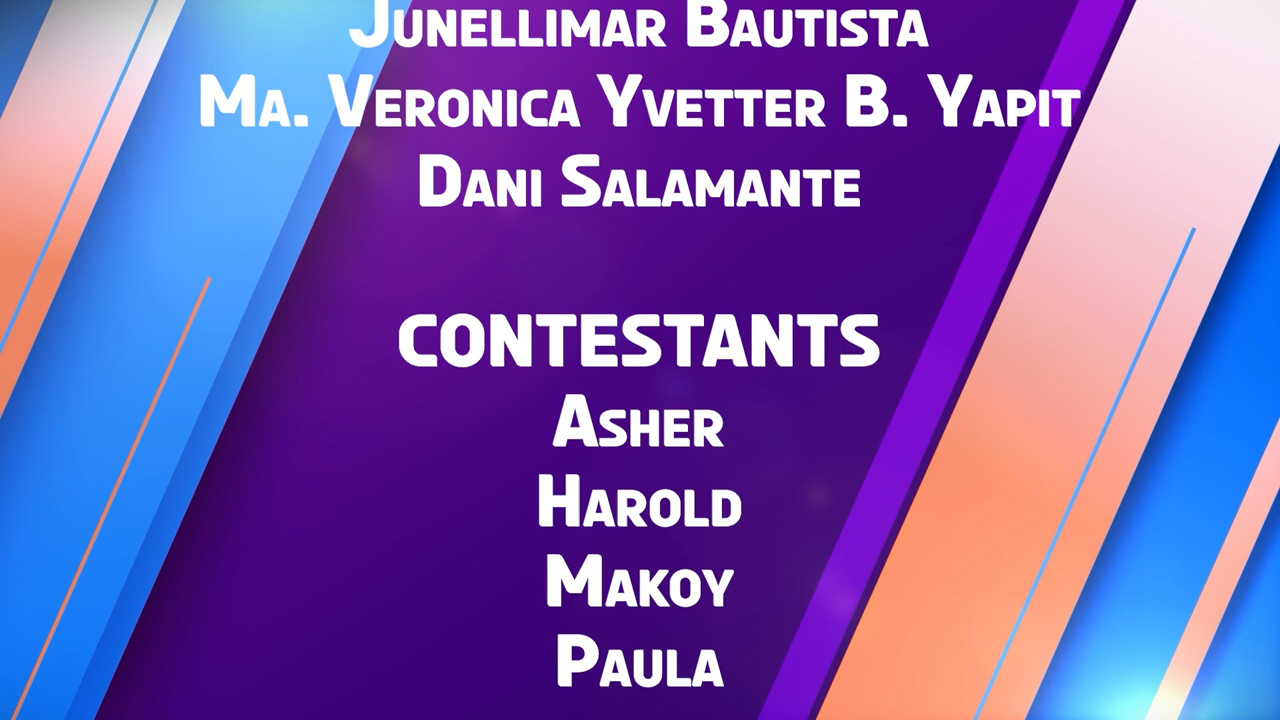 Junellimar Bautista
Ma. Veronica Yvetter B. Yapit
Dani Salamante
CONTESTANTS
Asher
Harold
Makoy
Paula